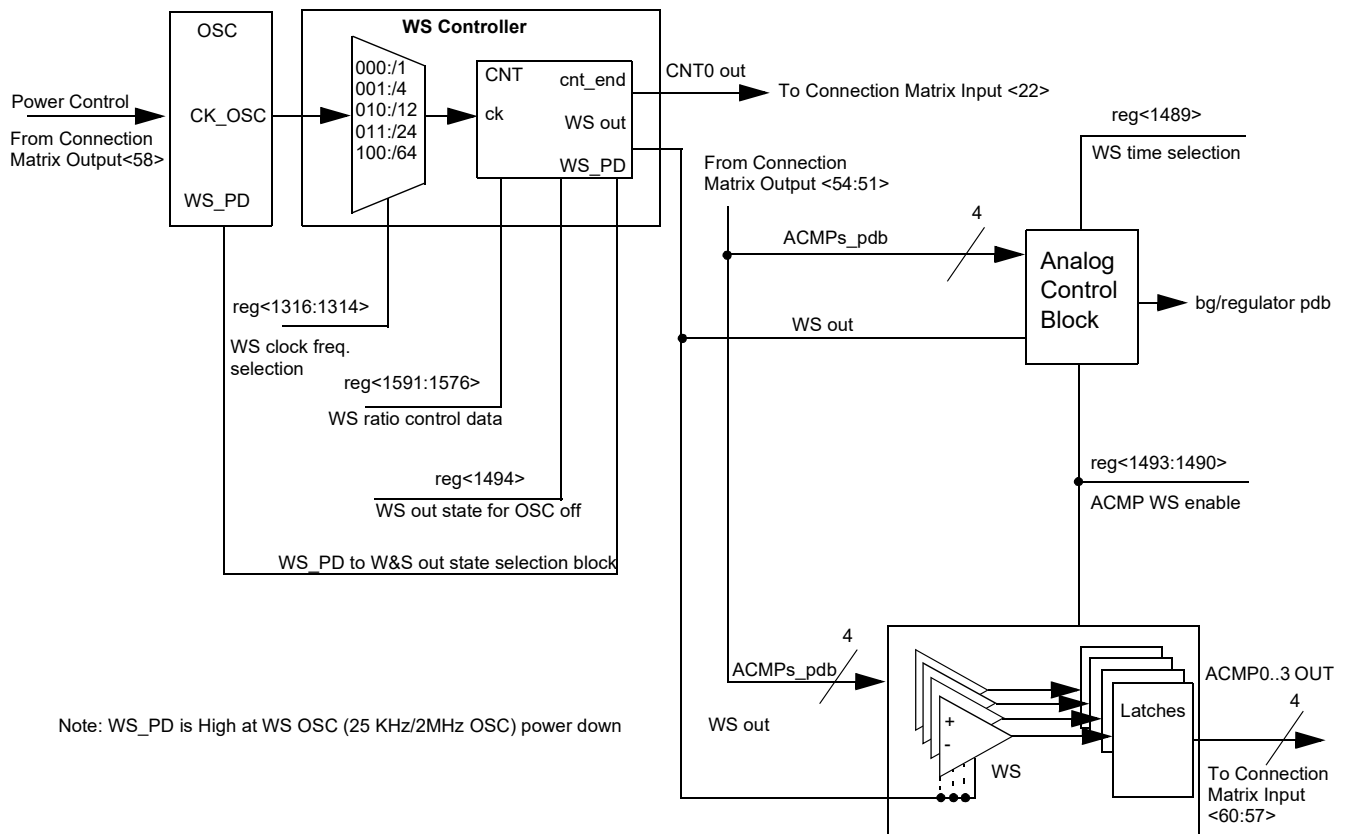 OSC
CK_OSC
WS_PD
Power Control
From Connection
Matrix Output<58>
WS Controller
000:/1
001:/4
010:/12
011:/24
100:/64
CNT
cnt_end
ck
WS out
WS_PD
CNT0 out
To Connection Matrix Input <22>
reg<1489>
WS time selection
From Connection
Matrix Output <54:51>
4
ACMPs_pdb
Analog
Control
Block
bg/regulator pdb
WS out
reg<1316:1314>
WS clock freq.
selection
reg<1591:1576>
WS ratio control data
reg<1494>
WS out state for OSC off
WS_PD to W&S out state selection block
reg<1493:1490>
ACMP WS enable
4
ACMPs_pdb
WS out
+
-
WS
Latches
ACMP0..3 OUT
4
To Connection
Matrix Input
<60:57>
Note: WS_PD is High at WS OSC (25 KHz/2MHz OSC) power down